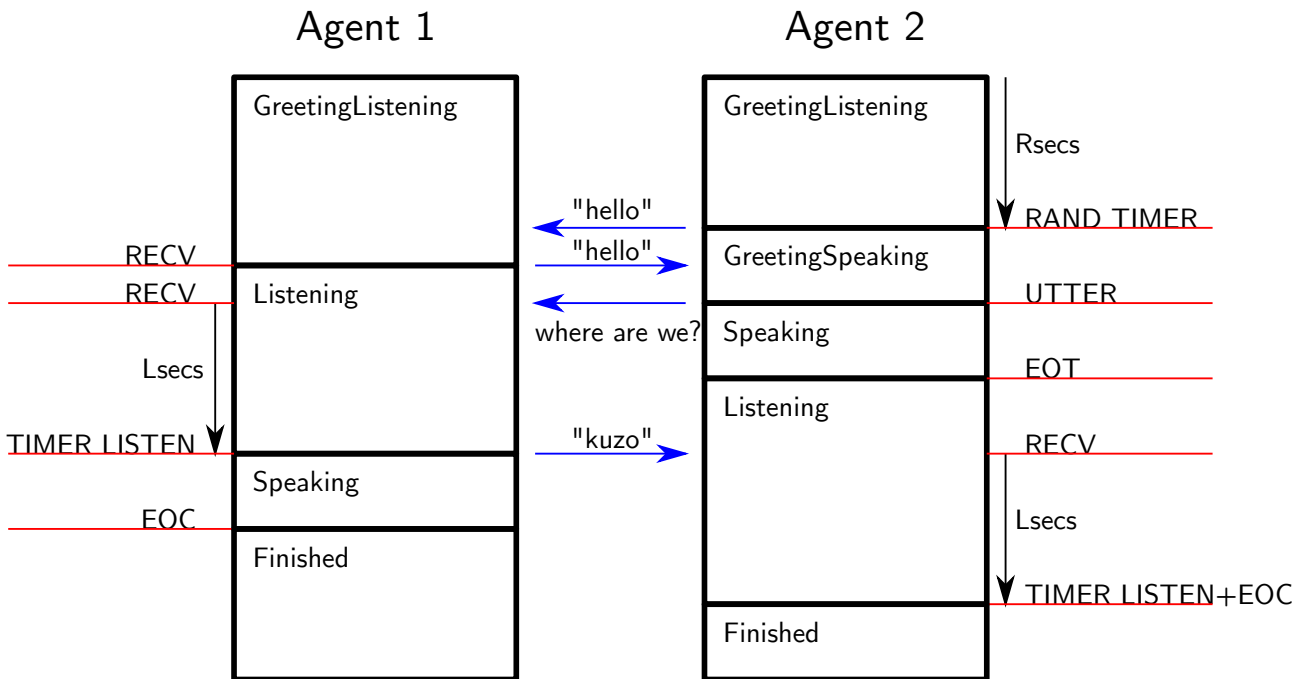 Agent 1
Agent 2
GreetingListening
GreetingListening
Rsecs
"hello"
RAND TIMER
RECV
"hello"
GreetingSpeaking
RECV
Listening
UTTER
where are we?
Speaking
Lsecs
EOT
Listening
TIMER LISTEN
"kuzo"
RECV
Speaking
EOC
Lsecs
Finished
TIMER LISTEN+EOC
Finished